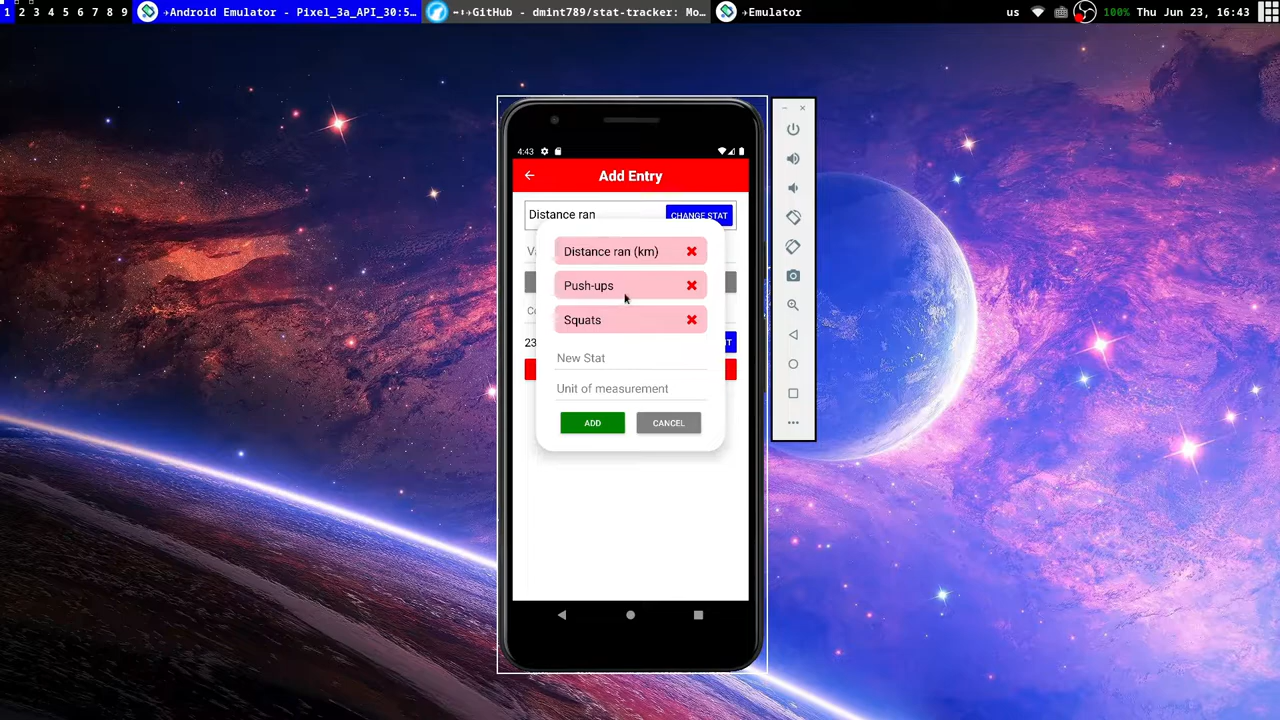 1 2 3 4 5 6 7 8 9 Android Emulator - Pixel_3a_API_30:5… GitHub - dmint789/stat-tracker: Mo… Emulator us 100% Thu Jun 23, 16:43
4:43
Add Entry
Distance ran CHANGE STAT
Distance ran (km)
Push-ups
Squats
23
New Stat
Unit of measurement
ADD CANCEL